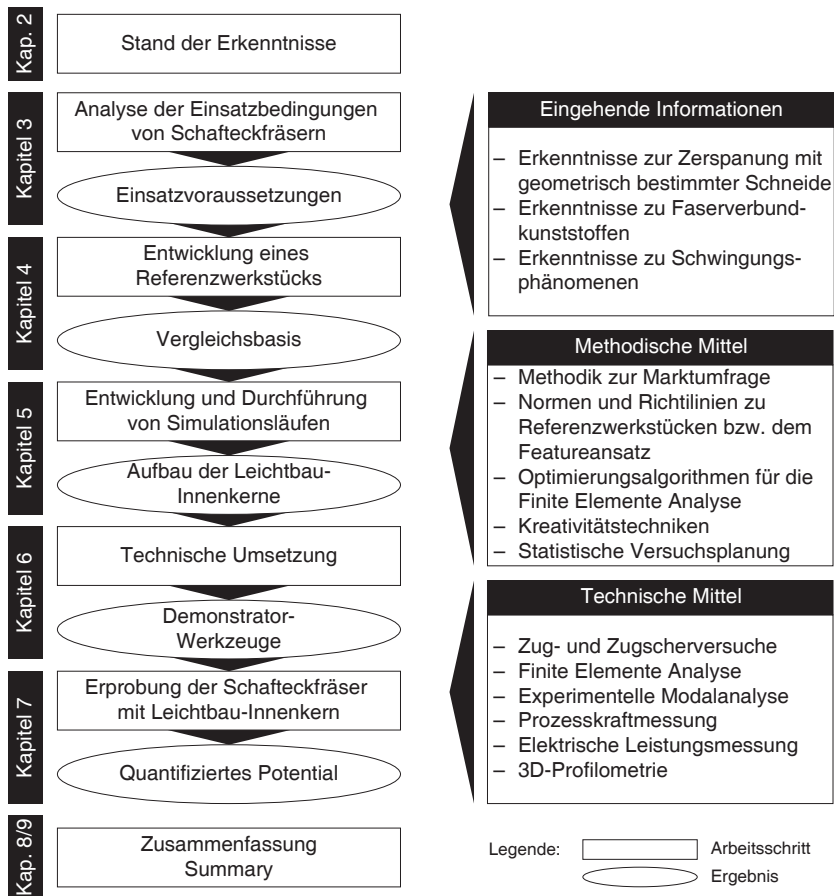 Kap. 2
Stand der Erkenntnisse
Kapitel 3
Analyse der Einsatzbedingungen
von Schafteckfräsern
Einsatzvoraussetzungen
Kapitel 4
Entwicklung eines
Referenzwerkstücks
Vergleichsbasis
Kapitel 5
Entwicklung und Durchführung
von Simulationsläufen
Aufbau der Leichtbau-
Innenkerne
Kapitel 6
Technische Umsetzung
Demonstrator-
Werkzeuge
Kapitel 7
Erprobung der Schafteckfräser
mit Leichtbau-Innenkern
Quantifiziertes Potential
Kap. 8/9
Zusammenfassung
Summary
Eingehende Informationen
– Erkenntnisse zur Zerspanung mit
geometrisch bestimmter Schneide
– Erkenntnisse zu Faserverbund-
kunststoffen
– Erkenntnisse zu Schwingungs-
phänomenen
Methodische Mittel
– Methodik zur Marktumfrage
– Normen und Richtilinien zu
Referenzwerkstücken bzw. dem
Featureansatz
– Optimierungsalgorithmen für die
Finite Elemente Analyse
– Kreativitätstechniken
– Statistische Versuchsplanung
Technische Mittel
– Zug- und Zugscherversuche
– Finite Elemente Analyse
– Experimentelle Modalanalyse
– Prozesskraftmessung
– Elektrische Leistungsmessung
– 3D-Profilometrie
Legende:
Arbeitsschritt
Ergebnis